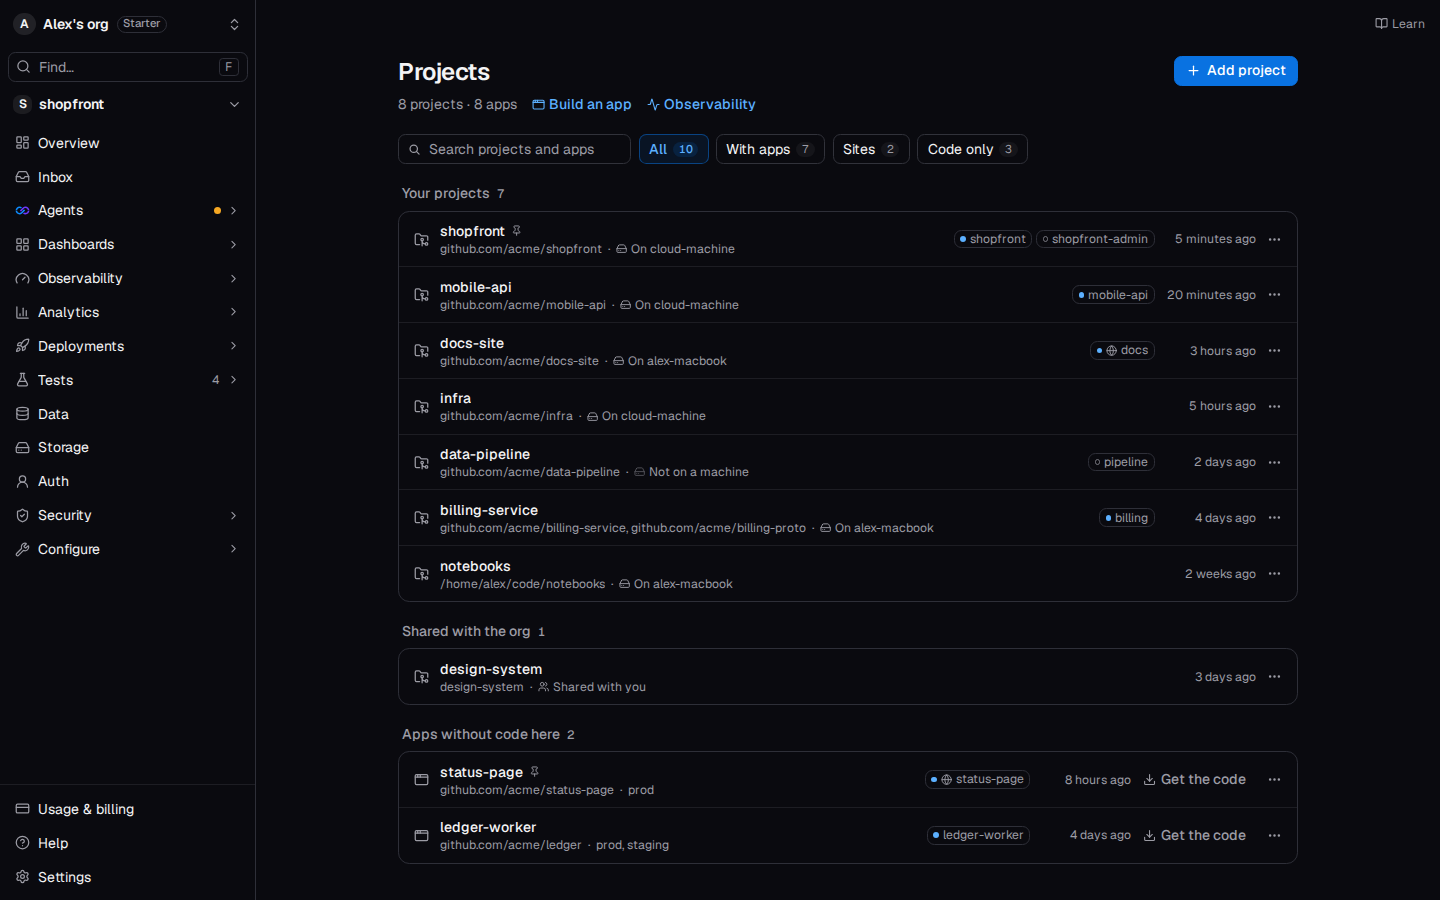 A Alex's org Starter
Find... F
S shopfront
Overview
Inbox
Agents
Dashboards
Observability
Analytics
Deployments
Tests 4
Data
Storage
Auth
Security
Configure
Usage & billing
Help
Settings
Learn
Projects
Add project
8 projects · 8 apps Build an app Observability
Search projects and apps All 10 With apps 7 Sites 2 Code only 3
Your projects 7
shopfront
github.com/acme/shopfront · On cloud-machine
shopfront shopfront-admin 5 minutes ago
mobile-api
github.com/acme/mobile-api · On cloud-machine
mobile-api 20 minutes ago
docs-site
github.com/acme/docs-site · On alex-macbook
docs 3 hours ago
infra
github.com/acme/infra · On cloud-machine
5 hours ago
data-pipeline
github.com/acme/data-pipeline · Not on a machine
pipeline 2 days ago
billing-service
github.com/acme/billing-service, github.com/acme/billing-proto · On alex-macbook
billing 4 days ago
notebooks
/home/alex/code/notebooks · On alex-macbook
2 weeks ago
Shared with the org 1
design-system
design-system · Shared with you
3 days ago
Apps without code here 2
status-page
github.com/acme/status-page · prod
status-page 8 hours ago Get the code
ledger-worker
github.com/acme/ledger · prod, staging
ledger-worker 4 days ago Get the code